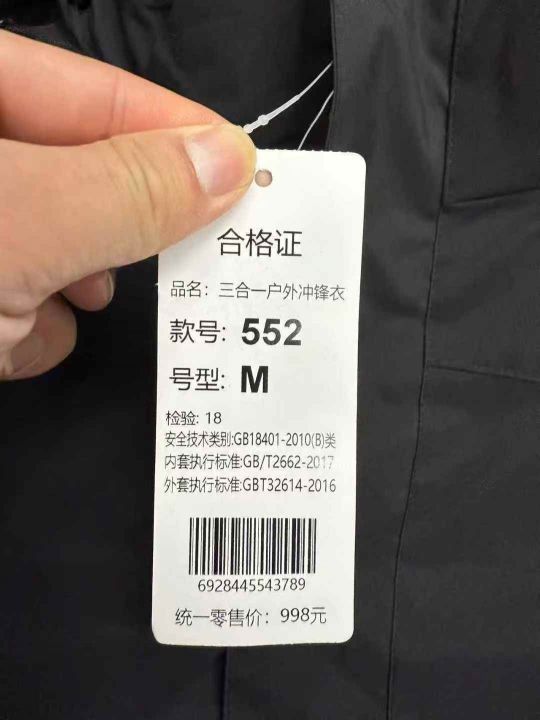 合格证
品名：三合一户外冲锋衣
款号: 552
号型: M
检验: 18
安全技术类别:GB18401-2010(B)类
内套执行标准:GB/T2662-2017
外套执行标准:GBT32614-2016
6928445543789
统一零售价：998元